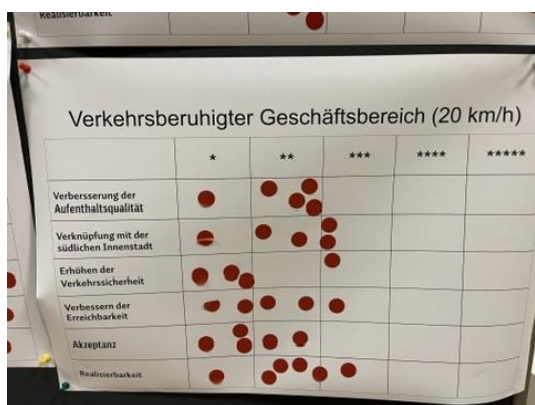 Realisierbarkeit
Verkehrsberuhigter Geschäftsbereich (20 km/h)
* ** *** **** *****
Verbersserung der
Aufenthaltsqualität
Verknüpfung mit der
südlichen Innenstadt
Erhöhen der
Verkehrssicherheit
Verbessern der
Erreichbarkeit
Akzeptanz
Realisierbarkeit